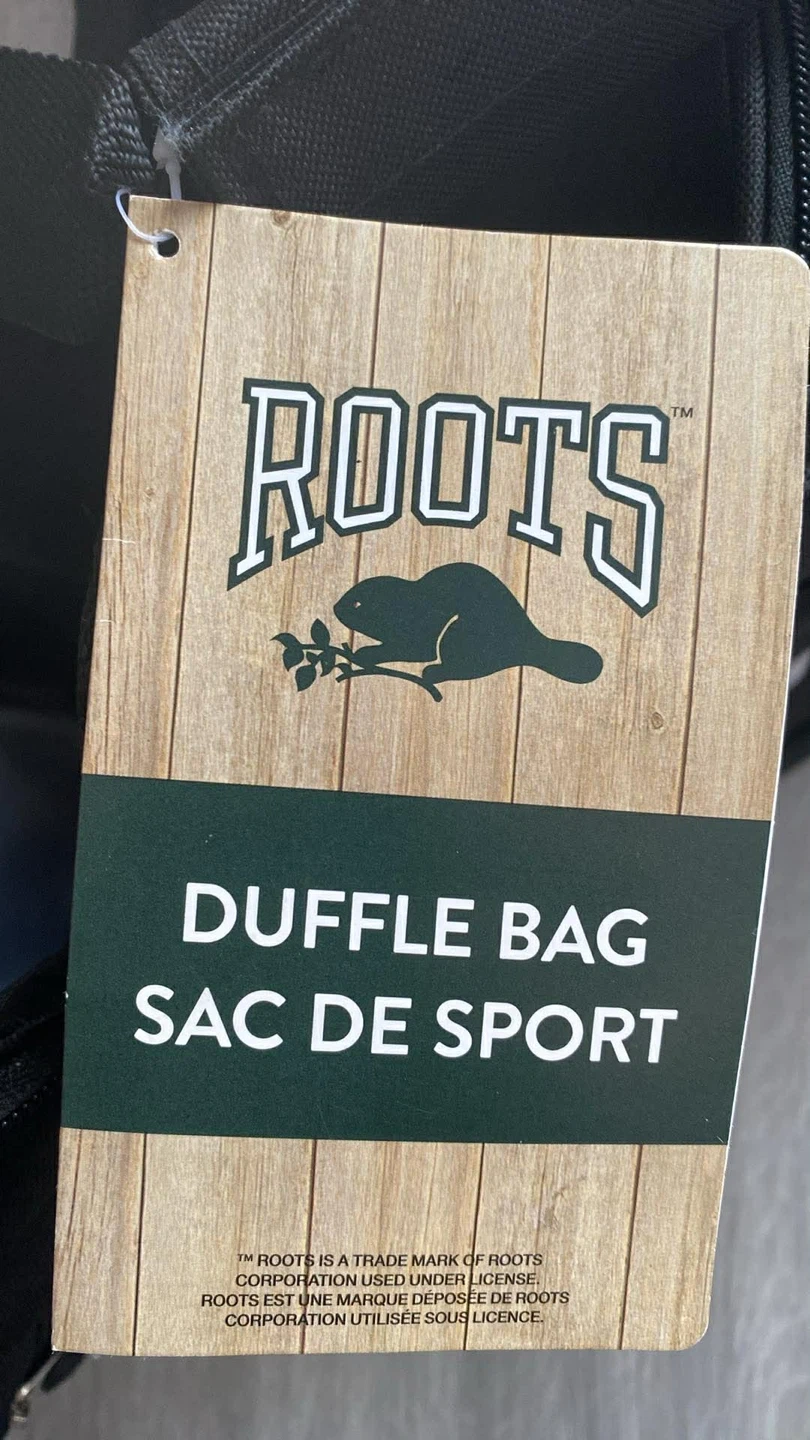 ROOTS™
DUFFLE BAG
SAC DE SPORT
™ ROOTS IS A TRADE MARK OF ROOTS
CORPORATION USED UNDER LICENSE.
ROOTS EST UNE MARQUE DÉPOSÉE DE ROOTS
CORPORATION UTILISÉE SOUS LICENCE.